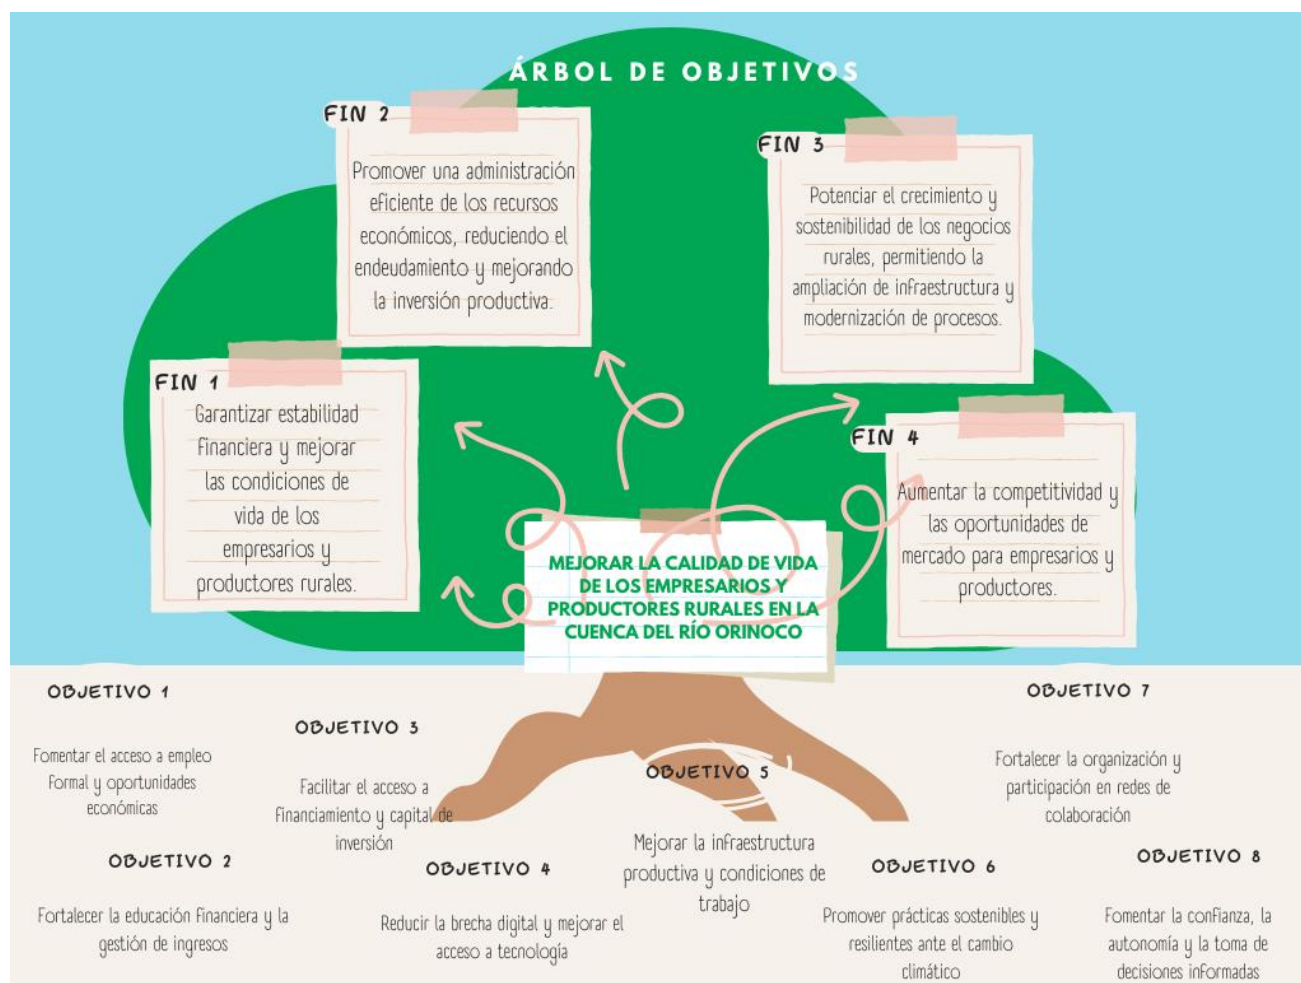 ÁRBOL DE OBJETIVOS
FIN 2
Promover una administración
eficiente de los recursos
económicos, reduciendo el
endeudamiento y mejorando
la inversión productiva.
FIN 3
Potenciar el crecimiento y
sostenibilidad de los negocios
rurales, permitiendo la
ampliación de infraestructura y
modernización de procesos.
FIN 1
Garantizar estabilidad
financiera y mejorar
las condiciones de
vida de los
empresarios y
productores rurales.
FIN 4
Aumentar la competitividad y
las oportunidades de
mercado para empresarios y
productores.
MEJORAR LA CALIDAD DE VIDA
DE LOS EMPRESARIOS Y
PRODUCTORES RURALES EN LA
CUENCA DEL RÍO ORINOCO
OBJETIVO 1
Fomentar el acceso a empleo
formal y oportunidades
económicas
OBJETIVO 2
Fortalecer la educación financiera y la
gestión de ingresos
OBJETIVO 3
Facilitar el acceso a
financiamiento y capital de
inversión
OBJETIVO 4
Reducir la brecha digital y mejorar el
acceso a tecnología
OBJETIVO 5
Mejorar la infraestructura
productiva y condiciones de
trabajo
OBJETIVO 6
Promover prácticas sostenibles y
resilientes ante el cambio
climático
OBJETIVO 7
Fortalecer la organización y
participación en redes de
colaboración
OBJETIVO 8
Fomentar la confianza, la
autonomía y la toma de
decisiones informadas